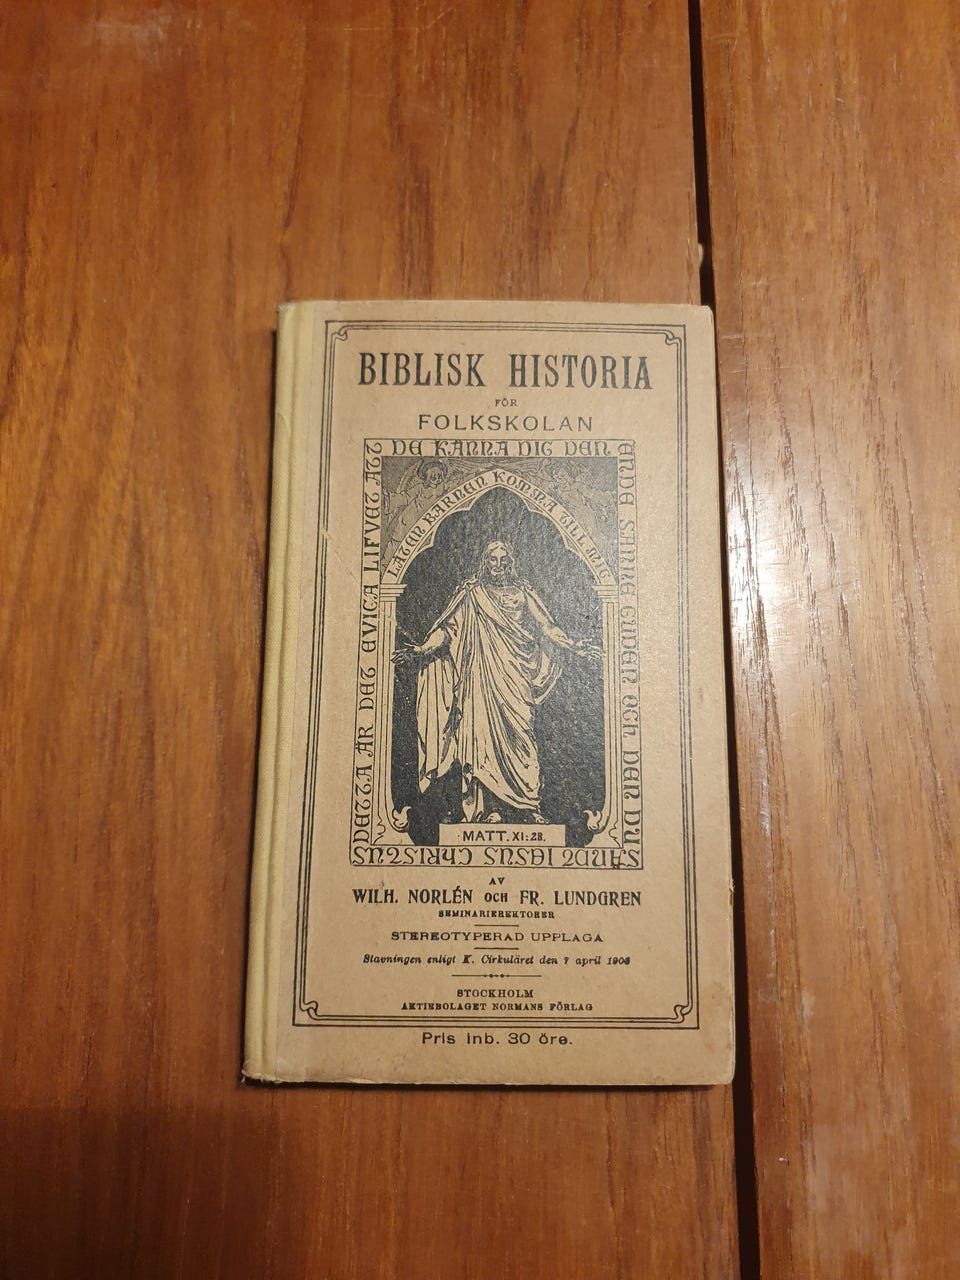 BIBLISK HISTORIA
FÖR
FOLKSKOLAN
DETTA ÄR DET EVIGA LIFVET ATT
DE KÄNNA DIG DEN
ENDE SANNE GUDEN OCH DEN DU
SÄNDT JESUS CHRISTUS
LÅTEN BARNEN KOMMA TILL MIG
MATT. XI:28.
AV
WILH. NORLÉN OCH FR. LUNDGREN
SEMINARIEREKTORER
STEREOTYPERAD UPPLAGA
Stavningen enligt K. Cirkuläret den 7 april 1906
STOCKHOLM
AKTIEBOLAGET NORMANS FÖRLAG
Pris inb. 30 öre.